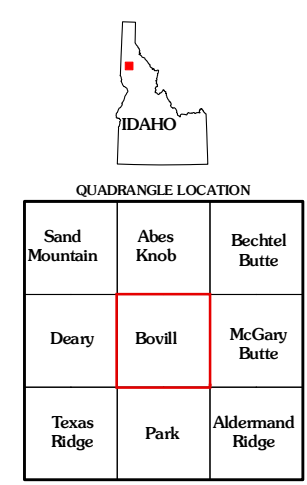 IDAHO
QUADRANGLE LOCATION
Sand
Mountain
Abes
Knob
Bechtel
Butte
Deary
Bovill
McGary
Butte
Texas
Ridge
Park
Aldermand
Ridge